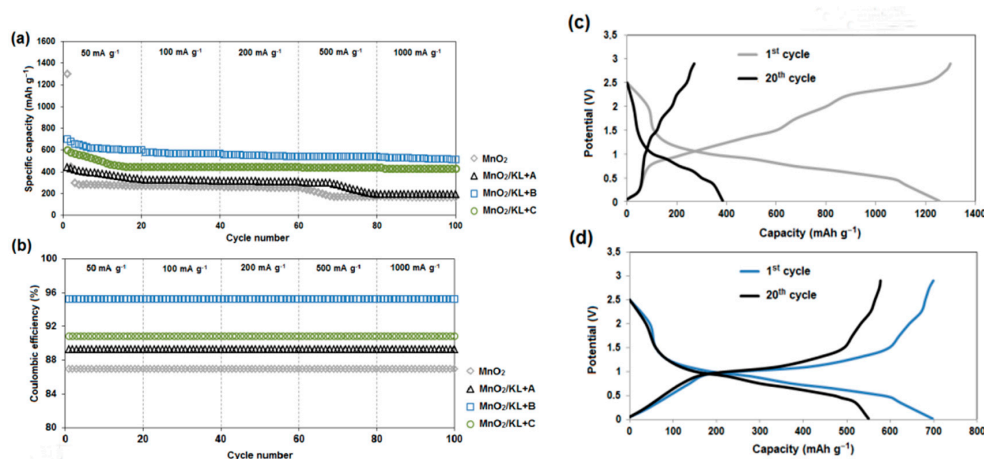 (a)
1600
1400
1200
1000
800
600
400
200
0
Specific capacity (mAh g⁻¹)
50 mA g⁻¹
100 mA g⁻¹
200 mA g⁻¹
500 mA g⁻¹
1000 mA g⁻¹
0 20 40 60 80 100
Cycle number
MnO₂
MnO₂/KL+A
MnO₂/KL+B
MnO₂/KL+C
(b)
100
96
92
88
84
80
Coulombic efficiency (%)
50 mA g⁻¹
100 mA g⁻¹
200 mA g⁻¹
500 mA g⁻¹
1000 mA g⁻¹
0 20 40 60 80 100
Cycle number
MnO₂
MnO₂/KL+A
MnO₂/KL+B
MnO₂/KL+C
(c)
3,5
3
2,5
2
1,5
1
0,5
0
Potential (V)
1st cycle
20th cycle
0 200 400 600 800 1000 1200 1400
Capacity (mAh g⁻¹)
(d)
3,5
3
2,5
2
1,5
1
0,5
0
Potential (V)
1st cycle
20th cycle
0 100 200 300 400 500 600 700 800
Capacity (mAh g⁻¹)